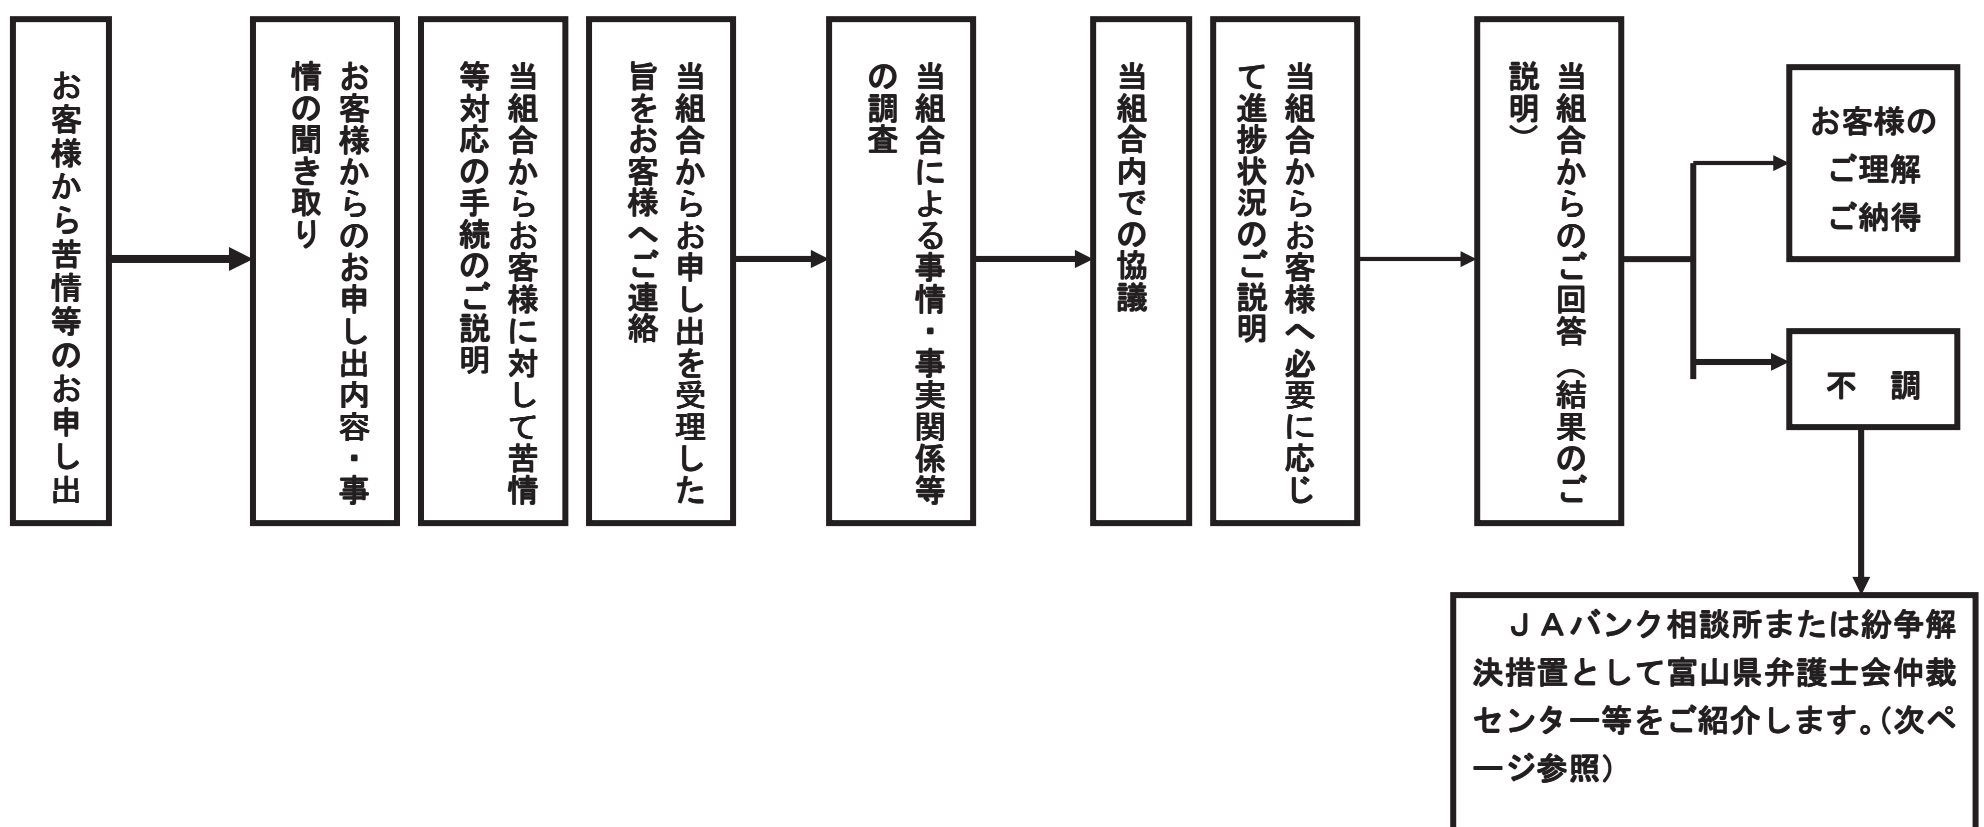 お客様から苦情等のお申し出
お客様からのお申し出内容・事
情の聞き取り
当組合からお客様に対して苦情
等対応の手続のご説明
当組合からお申し出を受理した
旨をお客様へご連絡
当組合による事情・事実関係等
の調査
当組合内での協議
当組合からお客様へ必要に応じ
て進捗状況のご説明
当組合からのご回答（結果のご
説明）
お客様の
ご理解
ご納得
不　調
　ＪＡバンク相談所または紛争解
決措置として富山県弁護士会仲裁
センター等をご紹介します。（次ペ
ージ参照）